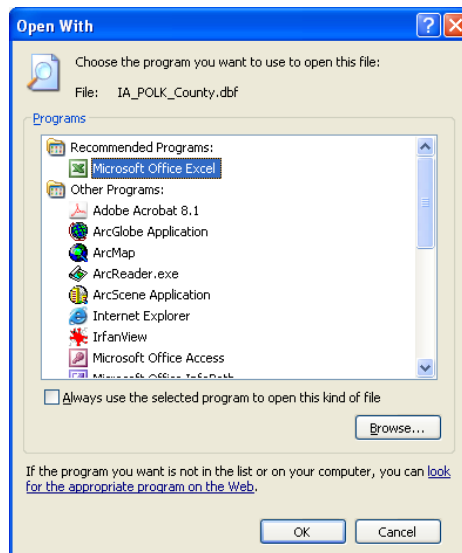 Open With
Choose the program you want to use to open this file:
File: IA_POLK_County.dbf
Programs
Recommended Programs:
Microsoft Office Excel
Other Programs:
Adobe Acrobat 8.1
ArcGlobe Application
ArcMap
ArcReader.exe
ArcScene Application
Internet Explorer
IrfanView
Microsoft Office Access
Microsoft Office InfoPath
Always use the selected program to open this kind of file
Browse...
If the program you want is not in the list or on your computer, you can look
for the appropriate program on the Web.
OK Cancel